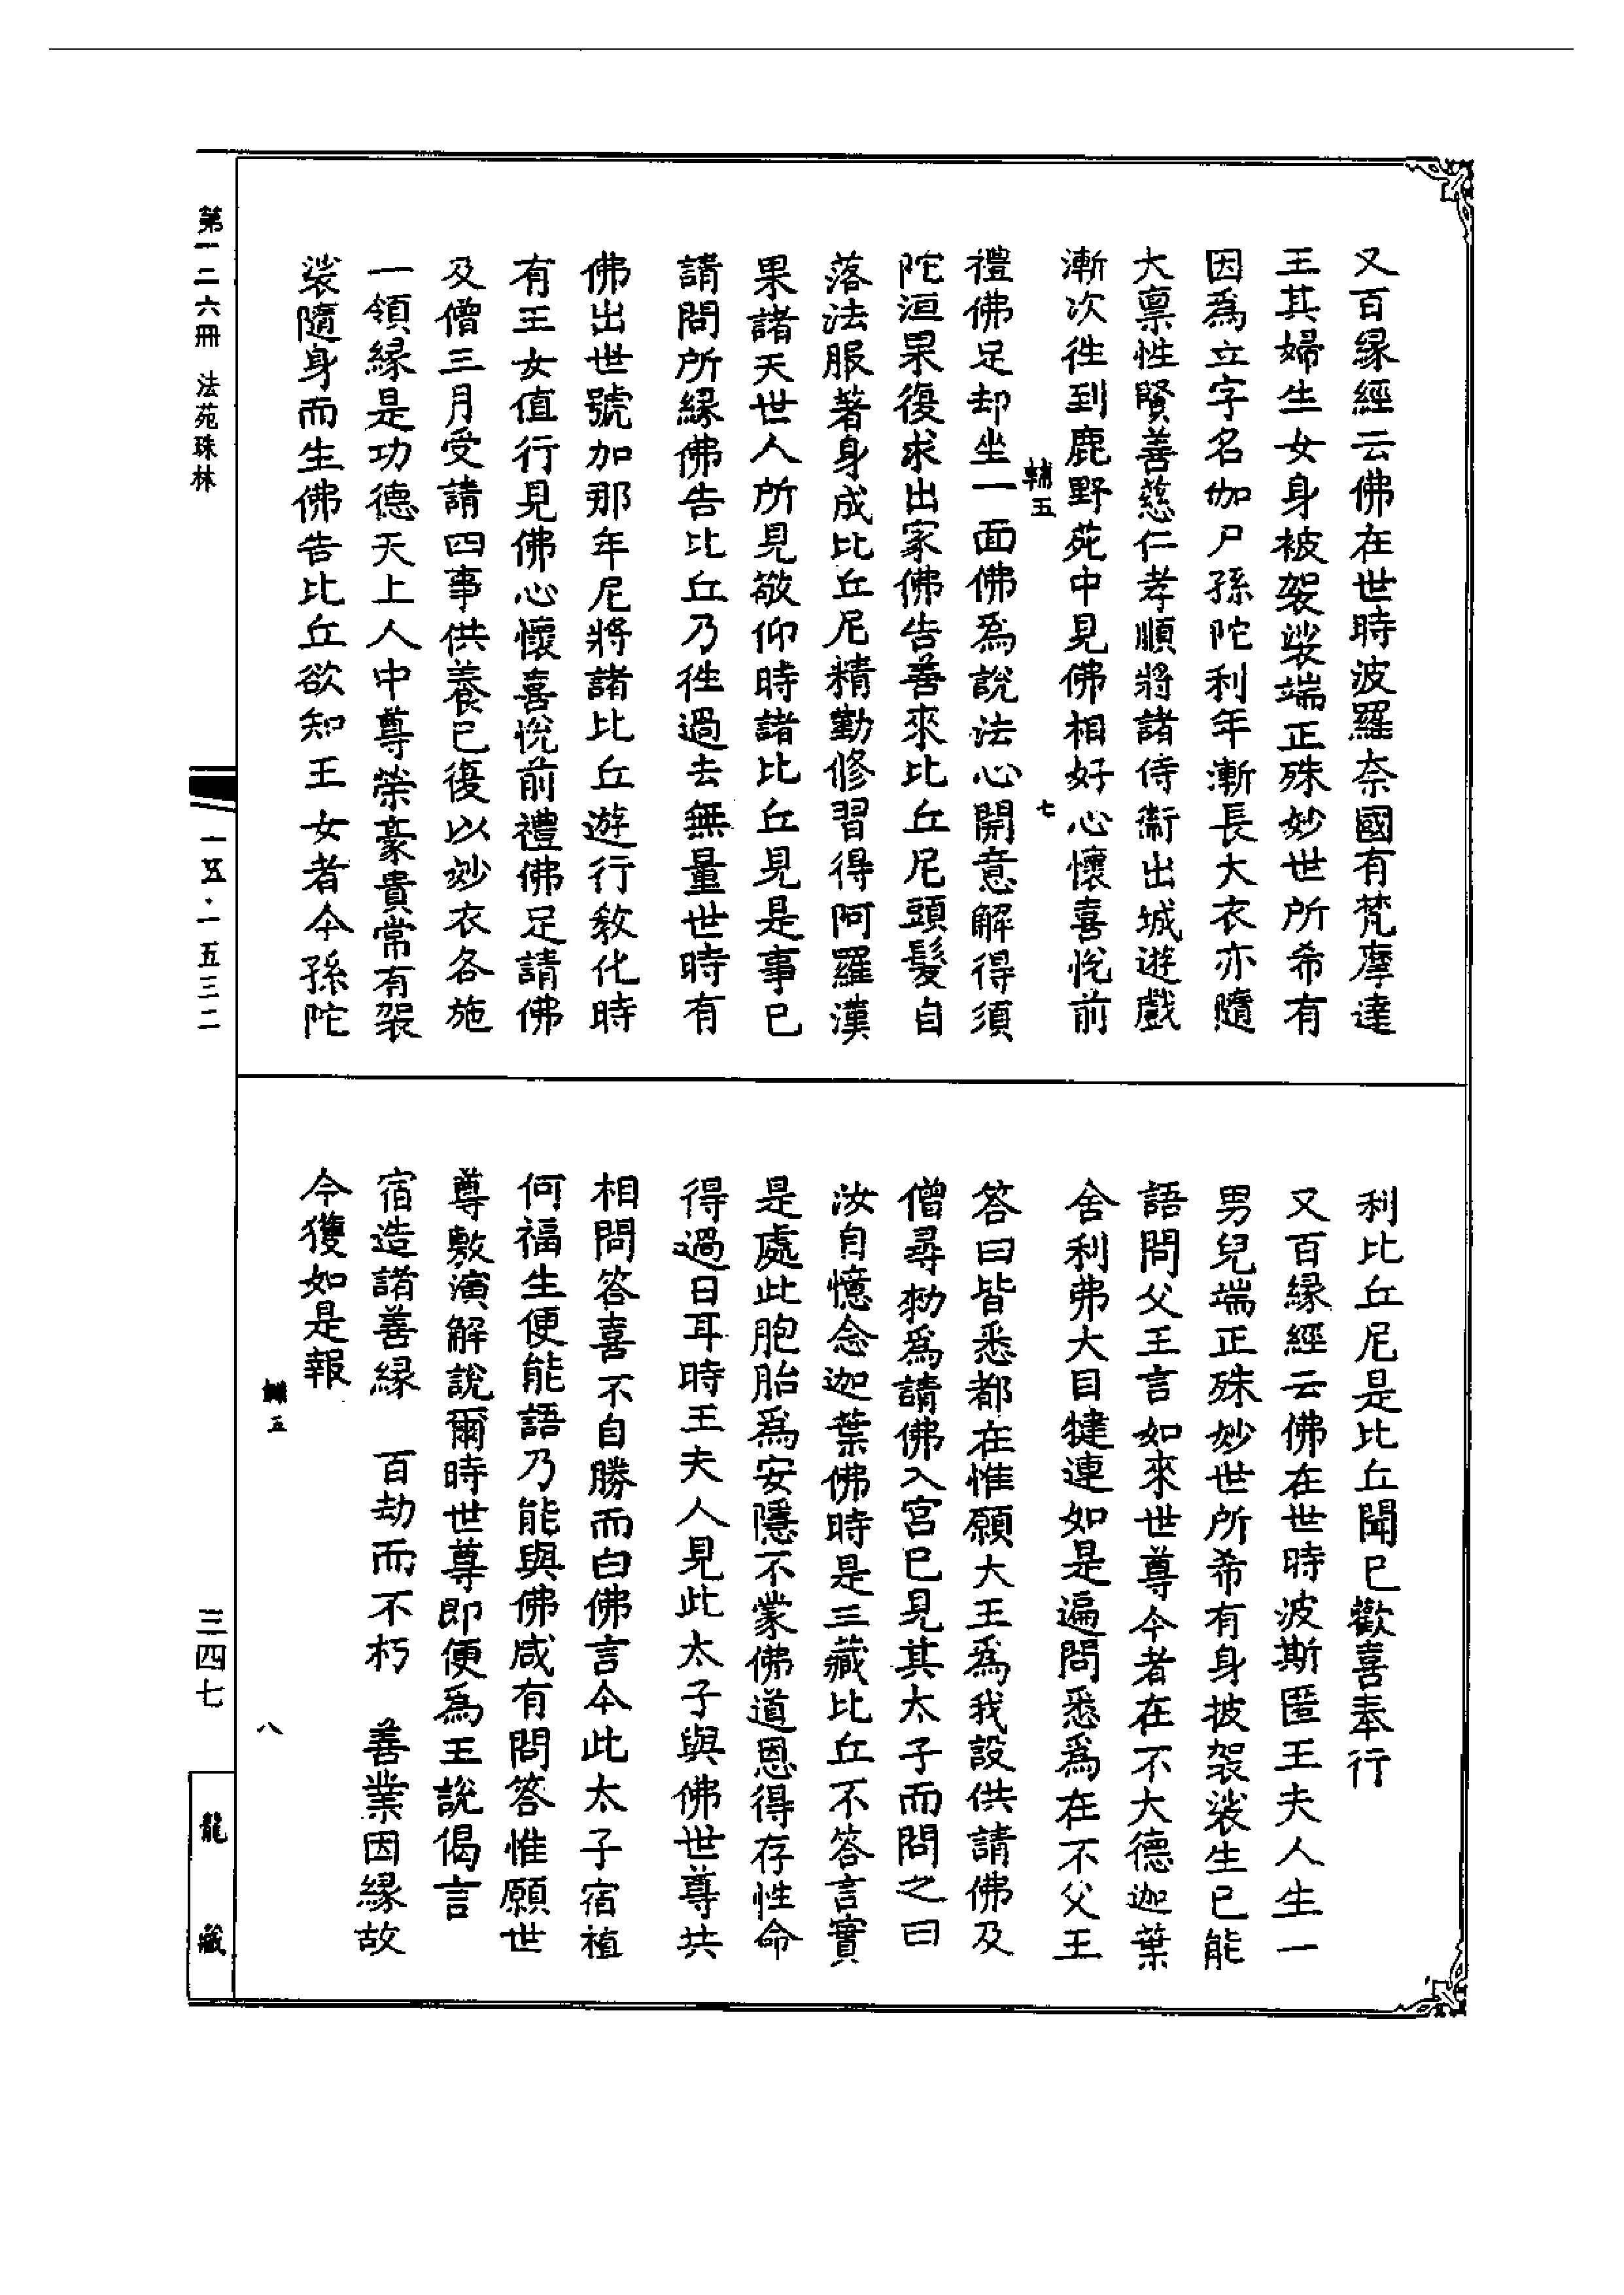 又百緣經云佛在世時波羅奈國有梵摩達
王其婦生女身被袈裟端正殊妙世所希有
因為立字名伽尸孫陀利年漸長大衣亦隨
大稟性賢善慈仁孝順將諸侍衞出城遊戲
漸次徃到鹿野苑中見佛相好心懷喜悅前
輔五
七
禮佛足却坐一面佛爲說法心開意解得須
陀洹果復求出家佛告善來比丘尼頭髮自
落法服著身成比丘尼精勤修習得阿羅漢
果諸天世人所見敬仰時諸比丘見是事已
請問所緣佛告比丘乃徃過去無量世時有
佛出世號加那年尼將諸比丘遊行教化時
有王女值行見佛心懷喜悅前禮佛足請佛
及僧三月受請四事供養已復以妙衣各施
一領緣是功德天上人中尊榮豪貴常有袈
裟隨身而生佛告比丘欲知王女者今孫陀
利比丘尼是比丘聞已歡喜奉行
又百緣經云佛在世時波斯匿王夫人生一
男兒端正殊妙世所希有身披袈裟生已能
語問父王言如來世尊今者在不大德迦葉
舍利弗大目犍連如是遍問悉爲在不父王
答曰皆悉都在惟願大王爲我設供請佛及
僧尋勑爲請佛入宮已見其太子而問之曰
汝自憶念迦葉佛時是三藏比丘不答言實
是處此胞胎爲安隱不蒙佛道恩得存性命
得過日耳時王夫人見此太子與佛世尊共
相問答喜不自勝而白佛言今此太子宿植
何福生便能語乃能與佛咸有問答惟願世
尊敷演解說爾時世尊即便爲王說偈言
宿造諸善緣 百劫而不朽 善業因緣故
今獲如是報
輔五
八
第一二六冊 法苑珠林
一五·一五三二
三四七
龍藏